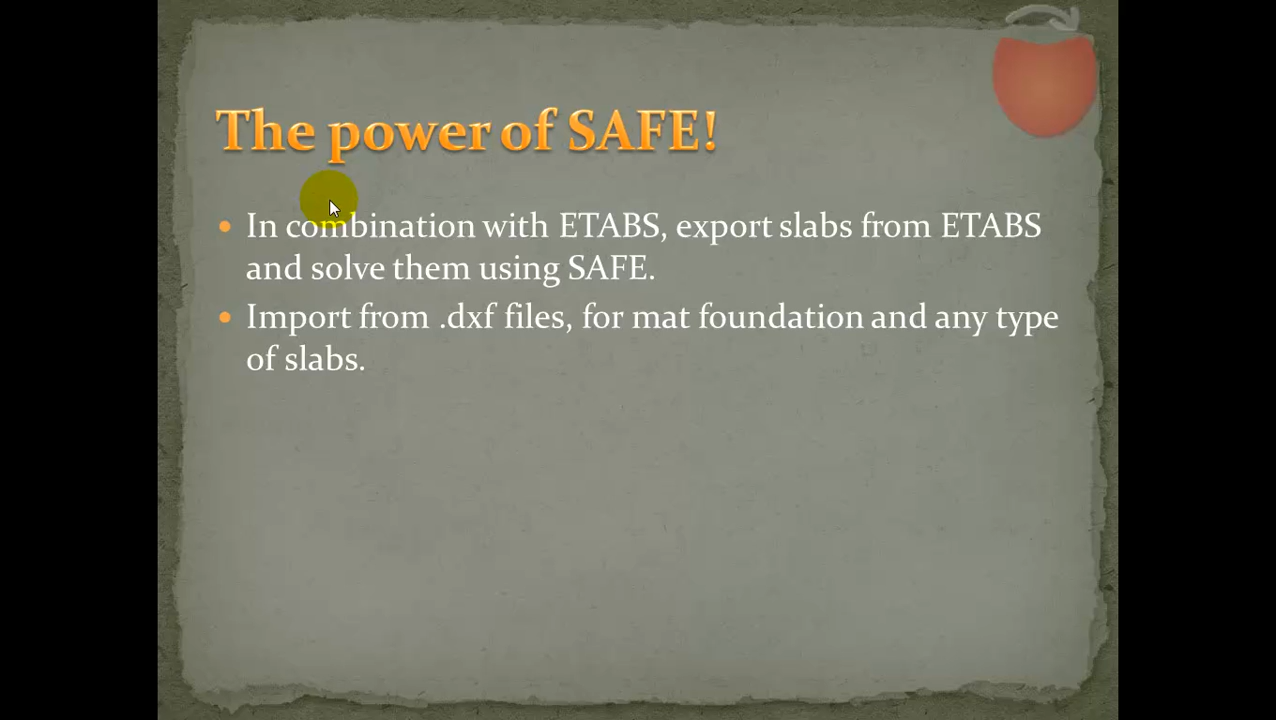 The power of SAFE!
In combination with ETABS, export slabs from ETABS
and solve them using SAFE.
Import from .dxf files, for mat foundation and any type
of slabs.